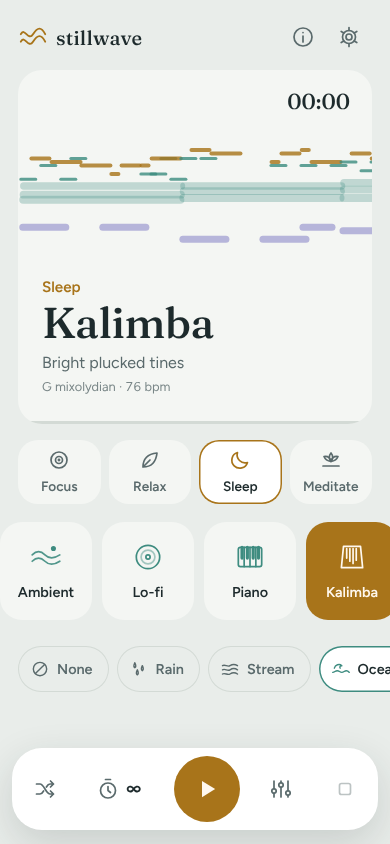 stillwave
00:00
Sleep
Kalimba
Bright plucked tines
G mixolydian · 76 bpm
Focus Relax Sleep Meditate
Ambient Lo-fi Piano Kalimba
None Rain Stream Ocea
∞